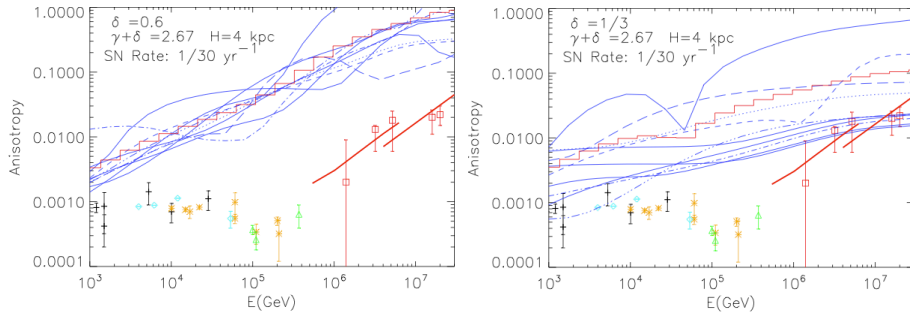 δ = 0.6
γ+δ = 2.67 H=4 kpc
SN Rate: 1/30 yr⁻¹
1.0000
0.1000
0.0100
0.0010
0.0001
Anisotropy
10³ 10⁴ 10⁵ 10⁶ 10⁷
E(GeV)
δ = 1/3
γ+δ = 2.67 H=4 kpc
SN Rate: 1/30 yr⁻¹
1.0000
0.1000
0.0100
0.0010
0.0001
Anisotropy
10³ 10⁴ 10⁵ 10⁶ 10⁷
E(GeV)